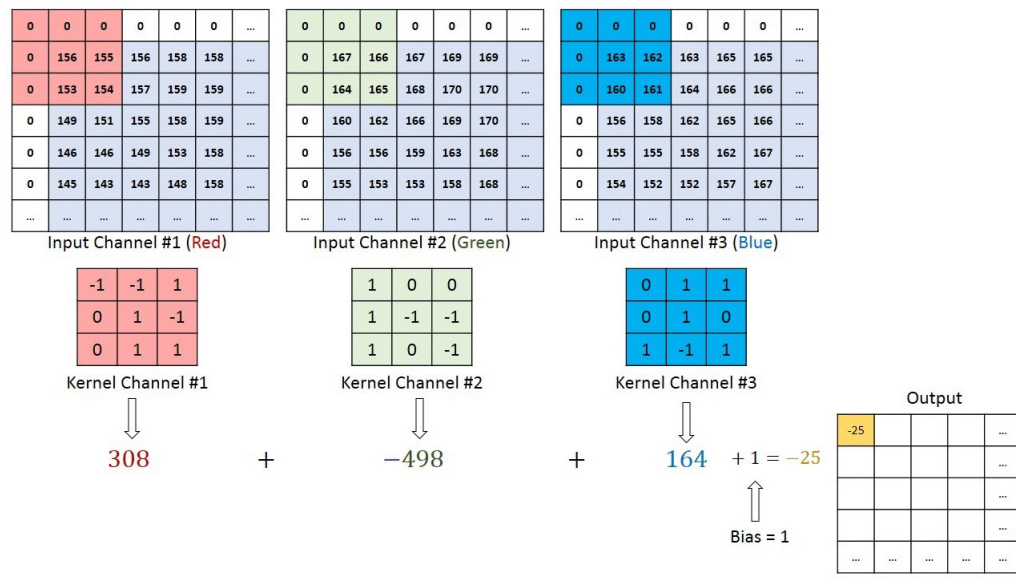 0 0 0 0 0 0 ...
0 156 155 156 158 158 ...
0 153 154 157 159 159 ...
0 149 151 155 158 159 ...
0 146 146 149 153 158 ...
0 145 143 143 148 158 ...
... ... ... ... ... ... ...
Input Channel #1 (Red)
0 0 0 0 0 0 ...
0 167 166 167 169 169 ...
0 164 165 168 170 170 ...
0 160 162 166 169 170 ...
0 156 156 159 163 168 ...
0 155 153 153 158 168 ...
... ... ... ... ... ... ...
Input Channel #2 (Green)
0 0 0 0 0 0 ...
0 163 162 163 165 165 ...
0 160 161 164 166 166 ...
0 156 158 162 165 166 ...
0 155 155 158 162 167 ...
0 154 152 152 157 167 ...
... ... ... ... ... ... ...
Input Channel #3 (Blue)
-1 -1 1
0 1 -1
0 1 1
Kernel Channel #1
1 0 0
1 -1 -1
1 0 -1
Kernel Channel #2
0 1 1
0 1 0
1 -1 1
Kernel Channel #3
308 + −498 + 164 + 1 = −25
Bias = 1
Output
-25 ...
...
...
...
... ... ... ... ...